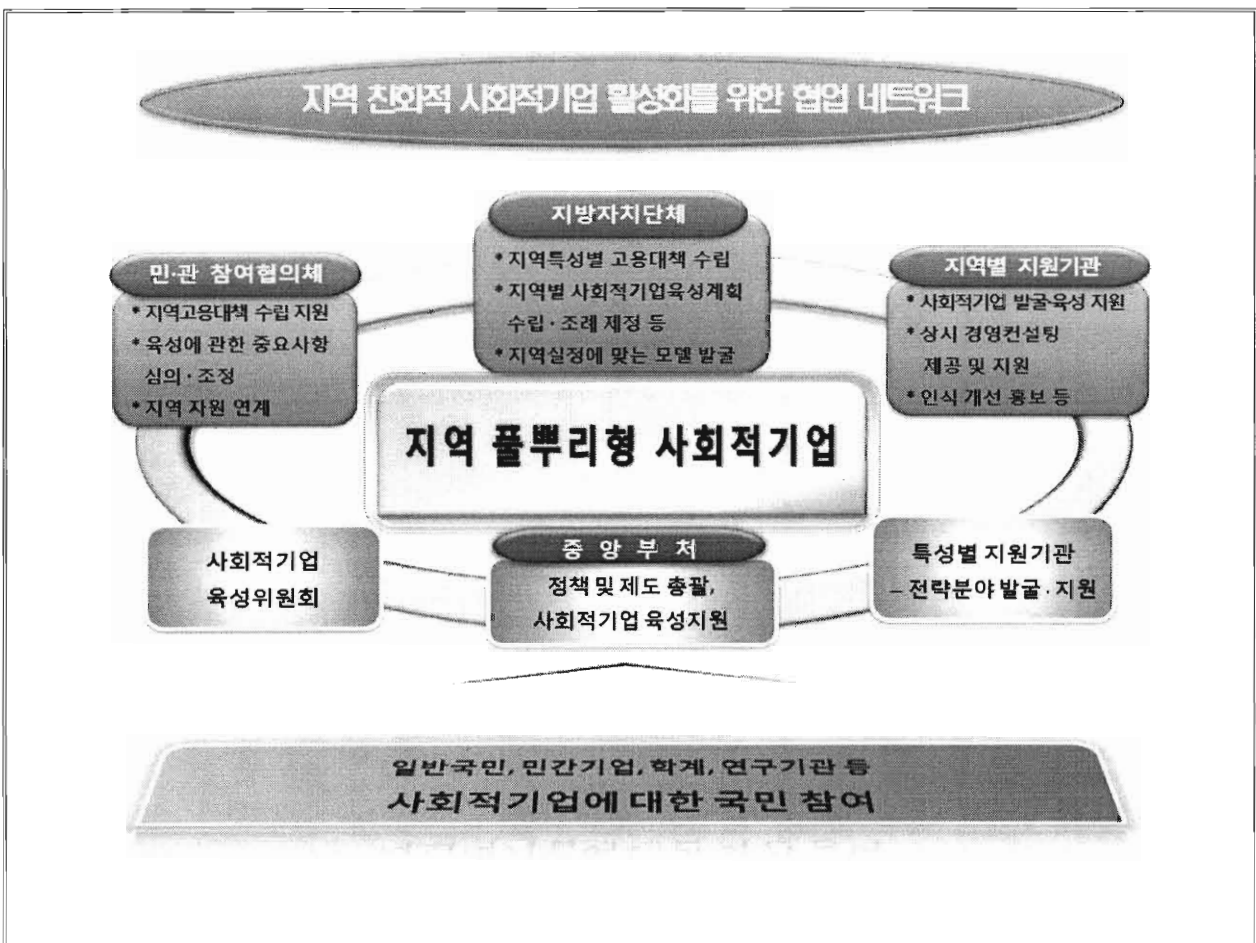 지역 친화적 사회적기업 활성화를 위한 협업 네트워크
지방자치단체
* 지역특성별 고용대책 수립
* 지역별 사회적기업육성계획
수립·조례 제정 등
* 지역실정에 맞는 모델 발굴
민·관 참여협의체
* 지역고용대책 수립 지원
* 육성에 관한 중요사항
심의·조정
* 지역 자원 연계
지역별 지원기관
* 사회적기업 발굴·육성 지원
* 상시 경영컨설팅
제공 및 지원
* 인식 개선 홍보 등
지역 풀뿌리형 사회적기업
사회적기업
육성위원회
중앙부처
정책 및 제도 총괄,
사회적기업 육성지원
특성별 지원기관
– 전략분야 발굴·지원
일반국민, 민간기업, 학계, 연구기관 등
사회적기업에 대한 국민 참여